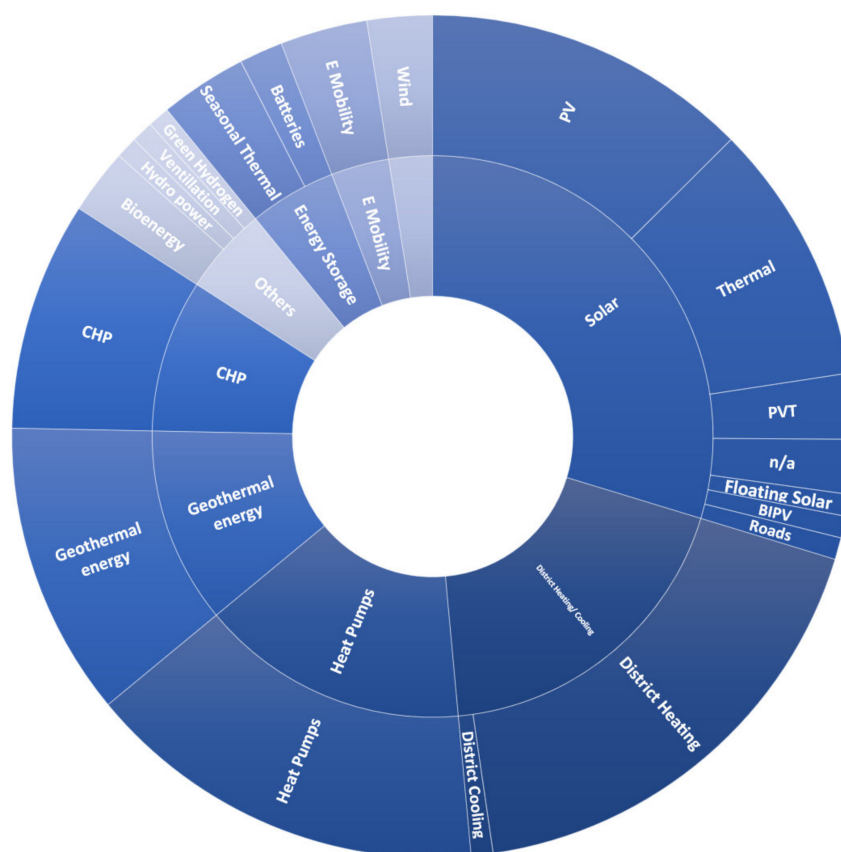 PV
Thermal
PVT
n/a
Floating Solar
BIPV
Roads
District Heating
District Cooling
Heat Pumps
Geothermal
energy
CHP
Bioenergy
Hydro power
Ventillation
Green Hydrogen
Seasonal Thermal
Batteries
E Mobility
Wind
Solar
District Heating/ Cooling
Heat Pumps
Geothermal
energy
CHP
Others
Energy Storage
E Mobility